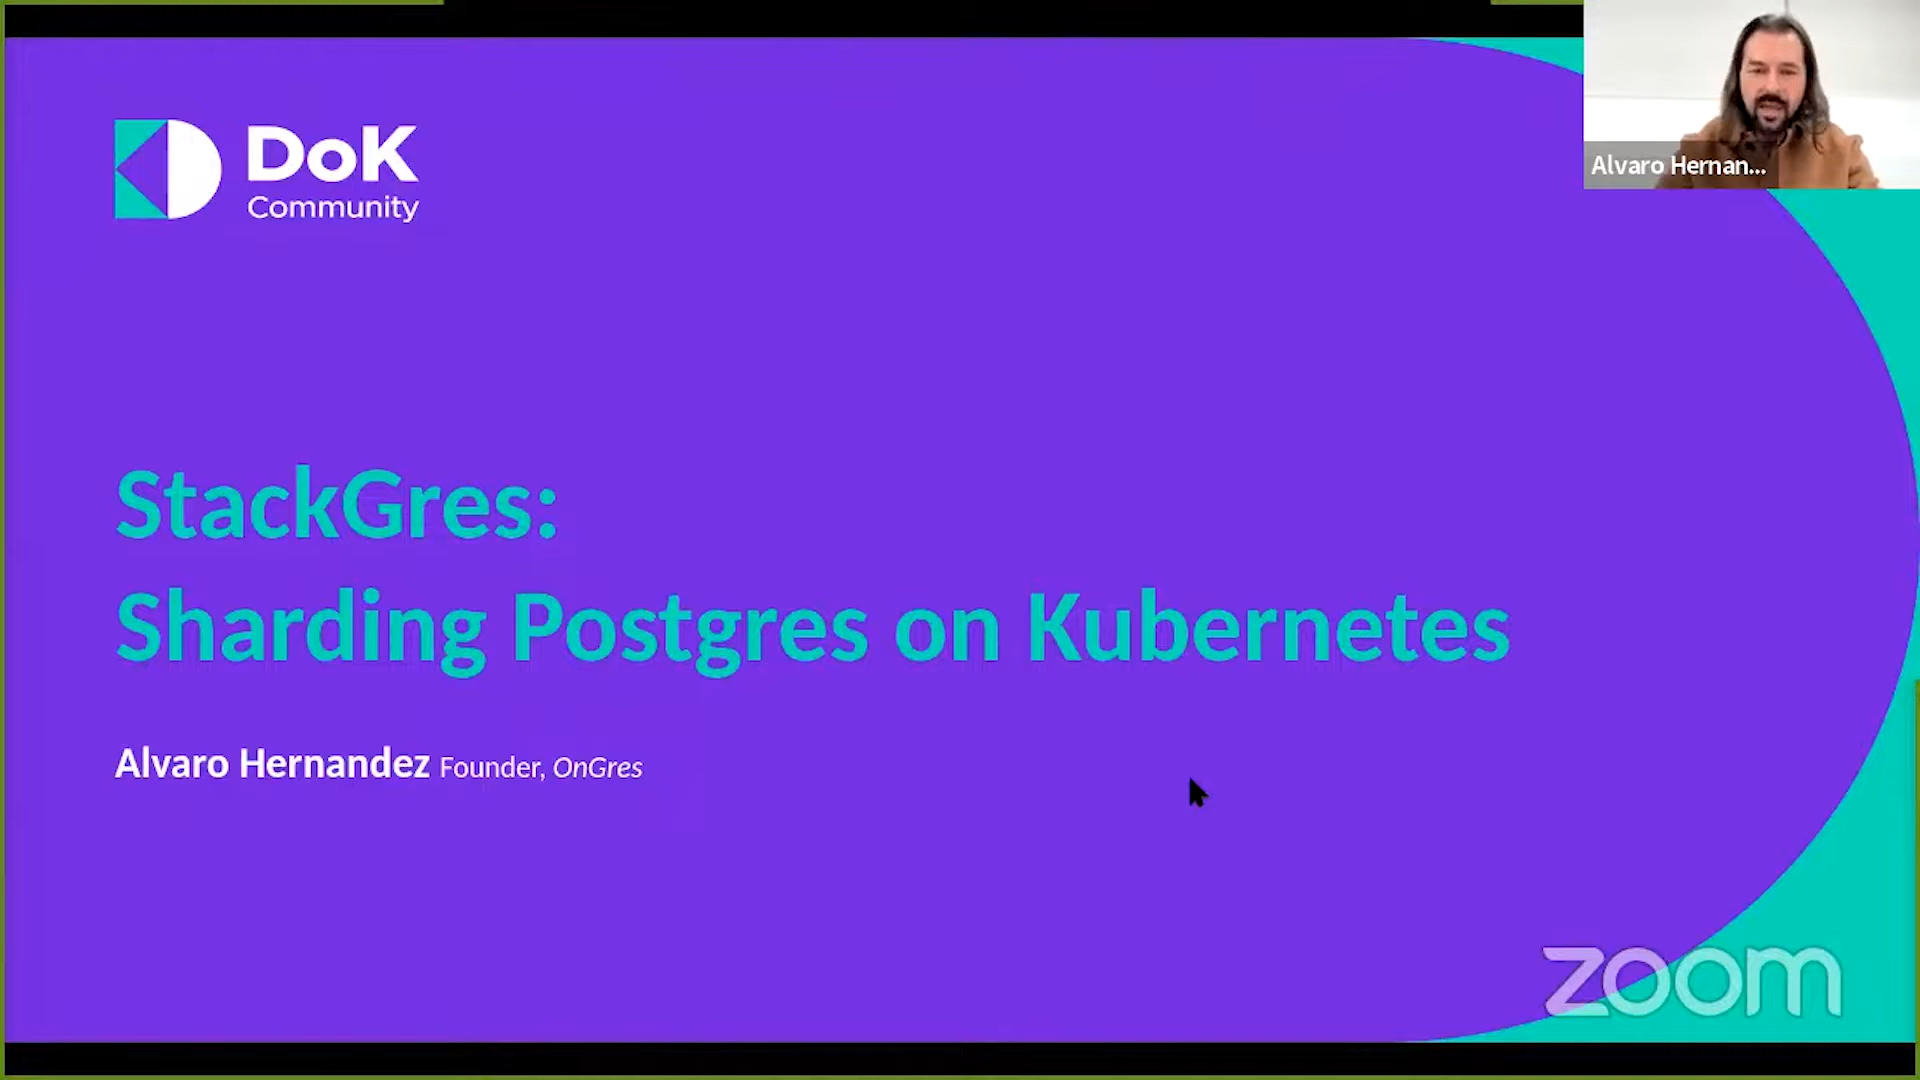 DoK
Community
Alvaro Hernan...
StackGres:
Sharding Postgres on Kubernetes
Alvaro Hernandez Founder, OnGres
zoom